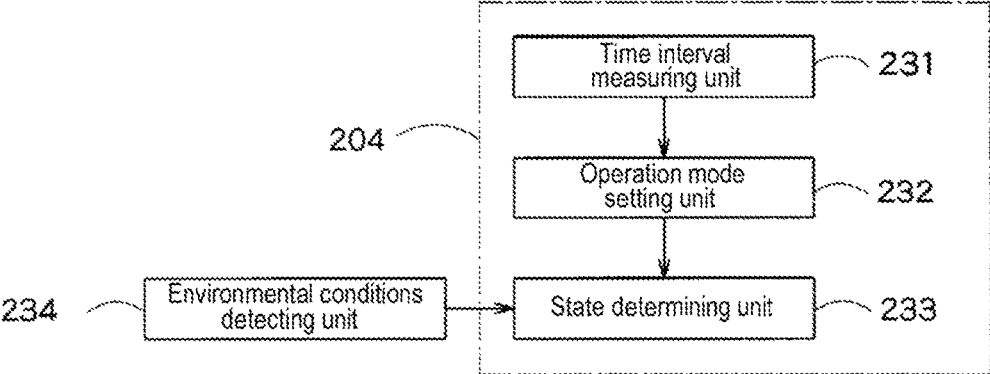 Time interval
measuring unit
231
204
Operation mode
setting unit
232
234
Environmental conditions
detecting unit
State determining unit
233